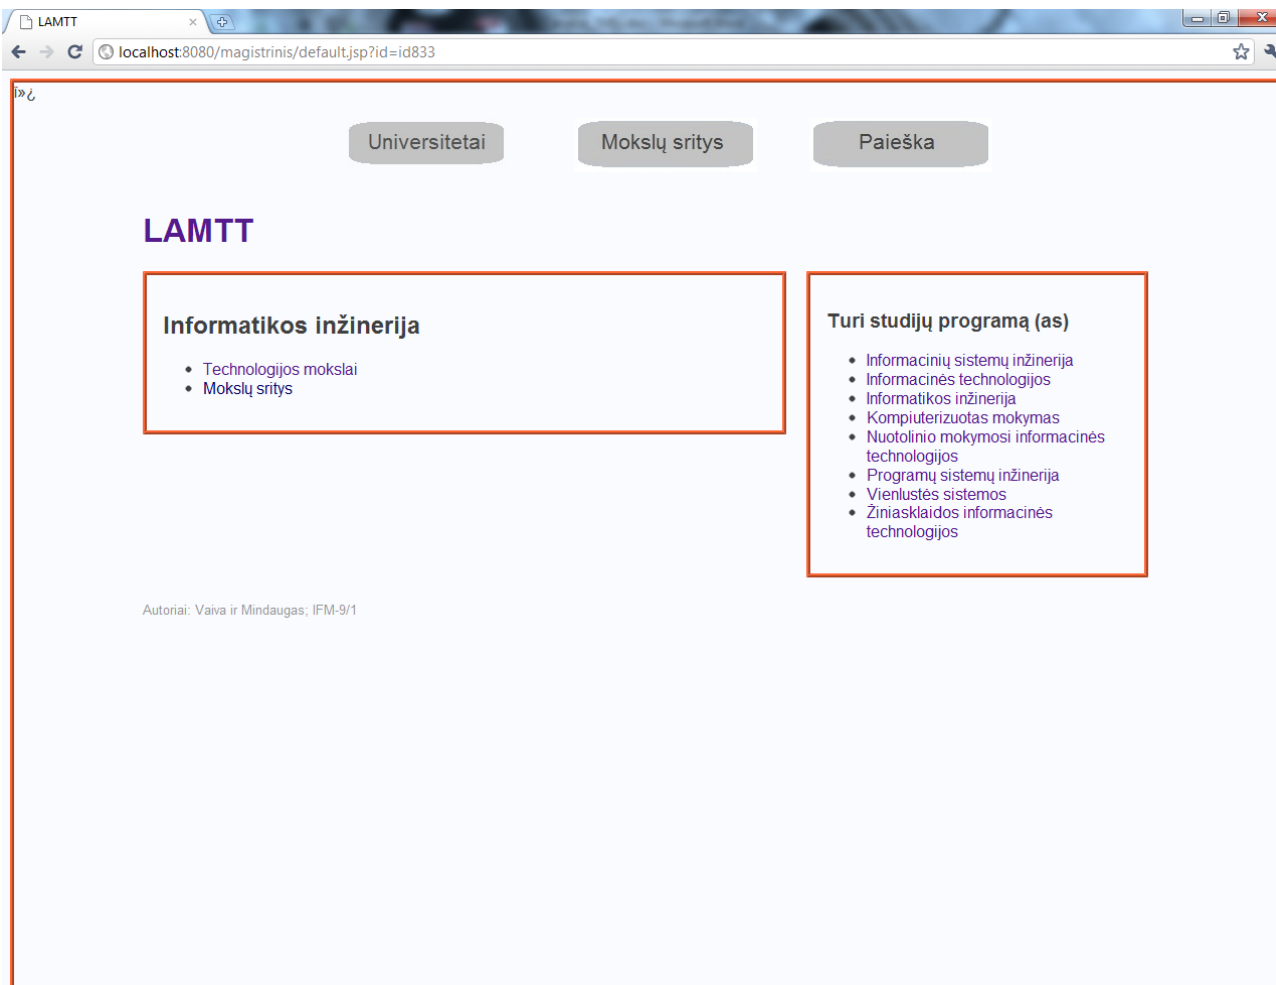 LAMTT
localhost:8080/magistrinis/default.jsp?id=id833
ï»¿
Universitetai
Mokslų sritys
Paieška
LAMTT
Informatikos inžinerija
Technologijos mokslai
Mokslų sritys
Turi studijų programą (as)
Informacinių sistemų inžinerija
Informacinės technologijos
Informatikos inžinerija
Kompiuterizuotas mokymas
Nuotolinio mokymosi informacinės
technologijos
Programų sistemų inžinerija
Vienlustės sistemos
Žiniasklaidos informacinės
technologijos
Autoriai: Vaiva ir Mindaugas; IFM-9/1